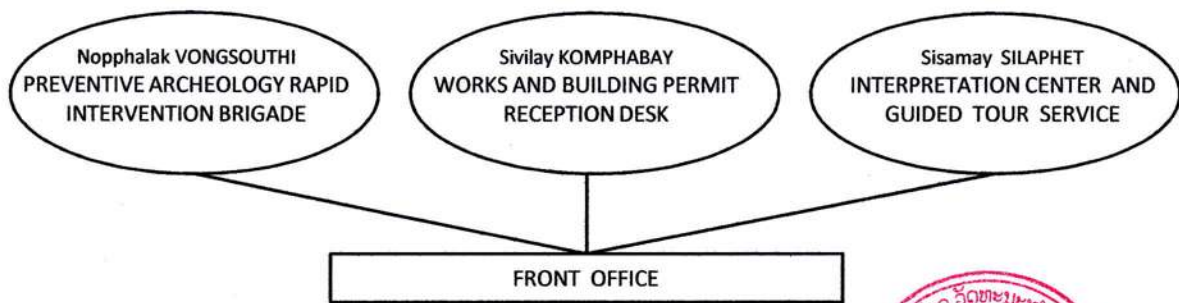 Nopphalak VONGSOUTHI
PREVENTIVE ARCHEOLOGY RAPID
INTERVENTION BRIGADE
Sivilay KOMPHABAY
WORKS AND BUILDING PERMIT
RECEPTION DESK
Sisamay SILAPHET
INTERPRETATION CENTER AND
GUIDED TOUR SERVICE
FRONT OFFICE